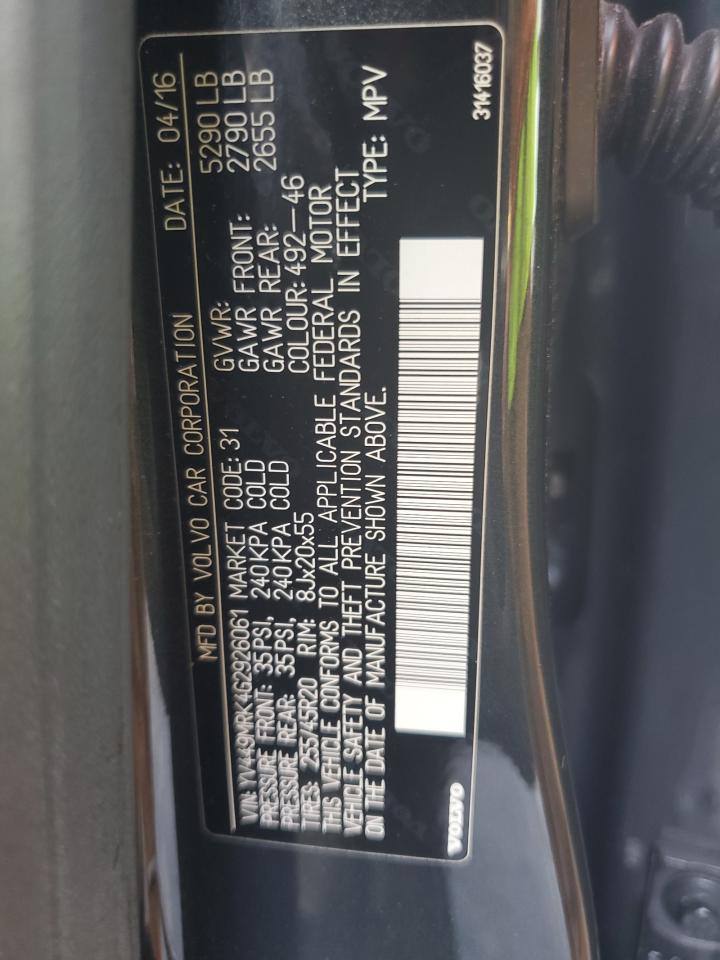 MFD BY VOLVO CAR CORPORATION DATE: 04/16
GVWR: 5290 LB
VIN: YV449MRK4G2926061 MARKET CODE: 31 GAWR FRONT: 2790 LB
PRESSURE FRONT: 35PSI, 240KPA COLD GAWR REAR: 2655 LB
PRESSURE REAR: 35PSI, 240KPA COLD COLOUR: 492—46
TIRES: 255/45R20 RIM: 8Jx20x55
THIS VEHICLE CONFORMS TO ALL APPLICABLE FEDERAL MOTOR
VEHICLE SAFETY AND THEFT PREVENTION STANDARDS IN EFFECT
ON THE DATE OF MANUFACTURE SHOWN ABOVE. TYPE: MPV
VOLVO 31416037